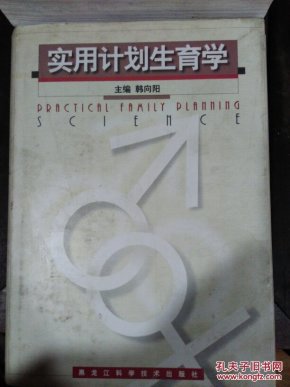 实用计划生育学
主编 韩向阳
PRACTICAL FAMILY PLANNING
SCIENCE
黑龙江科学技术出版社
孔夫子旧书网